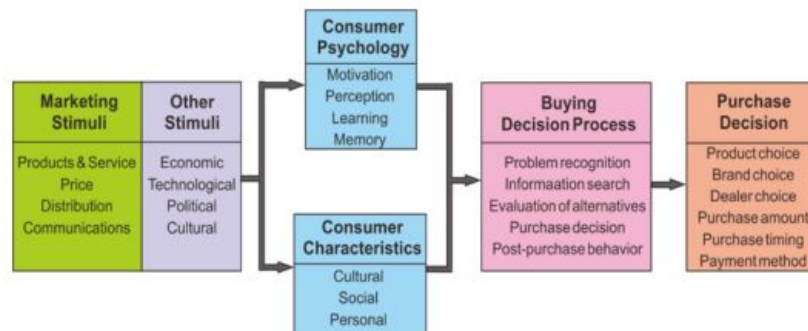 Marketing
Stimuli
Products & Service
Price
Distribution
Communications
Other
Stimuli
Economic
Technological
Political
Cultural
Consumer
Psychology
Motivation
Perception
Learning
Memory
Consumer
Characteristics
Cultural
Social
Personal
Buying
Decision Process
Problem recognition
Informaation search
Evaluation of alternatives
Purchase decision
Post-purchase behavior
Purchase
Decision
Product choice
Brand choice
Dealer choice
Purchase amount
Purchase timing
Payment method